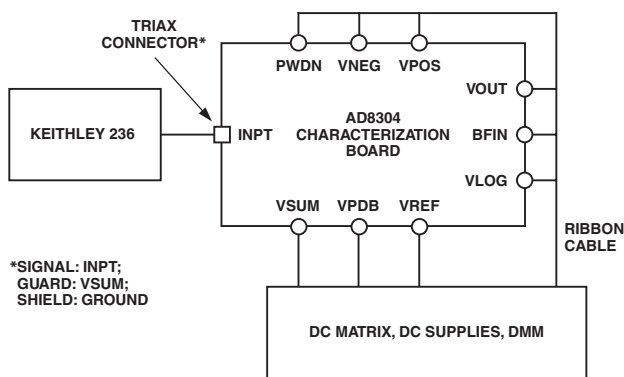 TRIAX
CONNECTOR*
PWDN VNEG VPOS
VOUT
KEITHLEY 236
INPT
AD8304
CHARACTERIZATION
BOARD
BFIN
VLOG
VSUM VPDB VREF
RIBBON
CABLE
*SIGNAL: INPT;
GUARD: VSUM;
SHIELD: GROUND
DC MATRIX, DC SUPPLIES, DMM